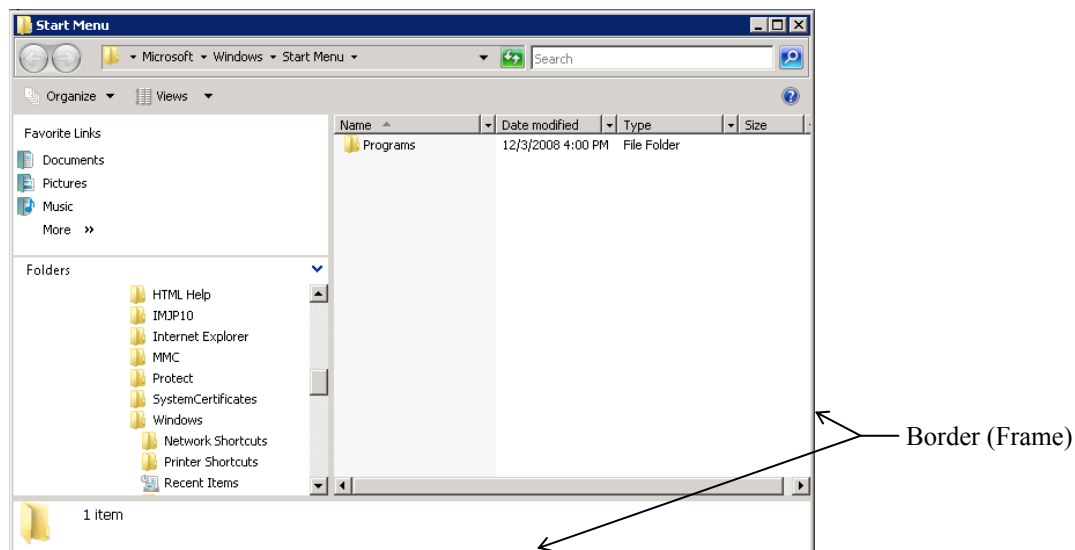 Start Menu
Microsoft Windows Start Menu
Search
Organize Views
Favorite Links
Documents
Pictures
Music
More »
Folders
HTML Help
IMJP10
Internet Explorer
MMC
Protect
SystemCertificates
Windows
Network Shortcuts
Printer Shortcuts
Recent Items
Name Date modified Type Size
Programs 12/3/2008 4:00 PM File Folder
1 item
Border (Frame)